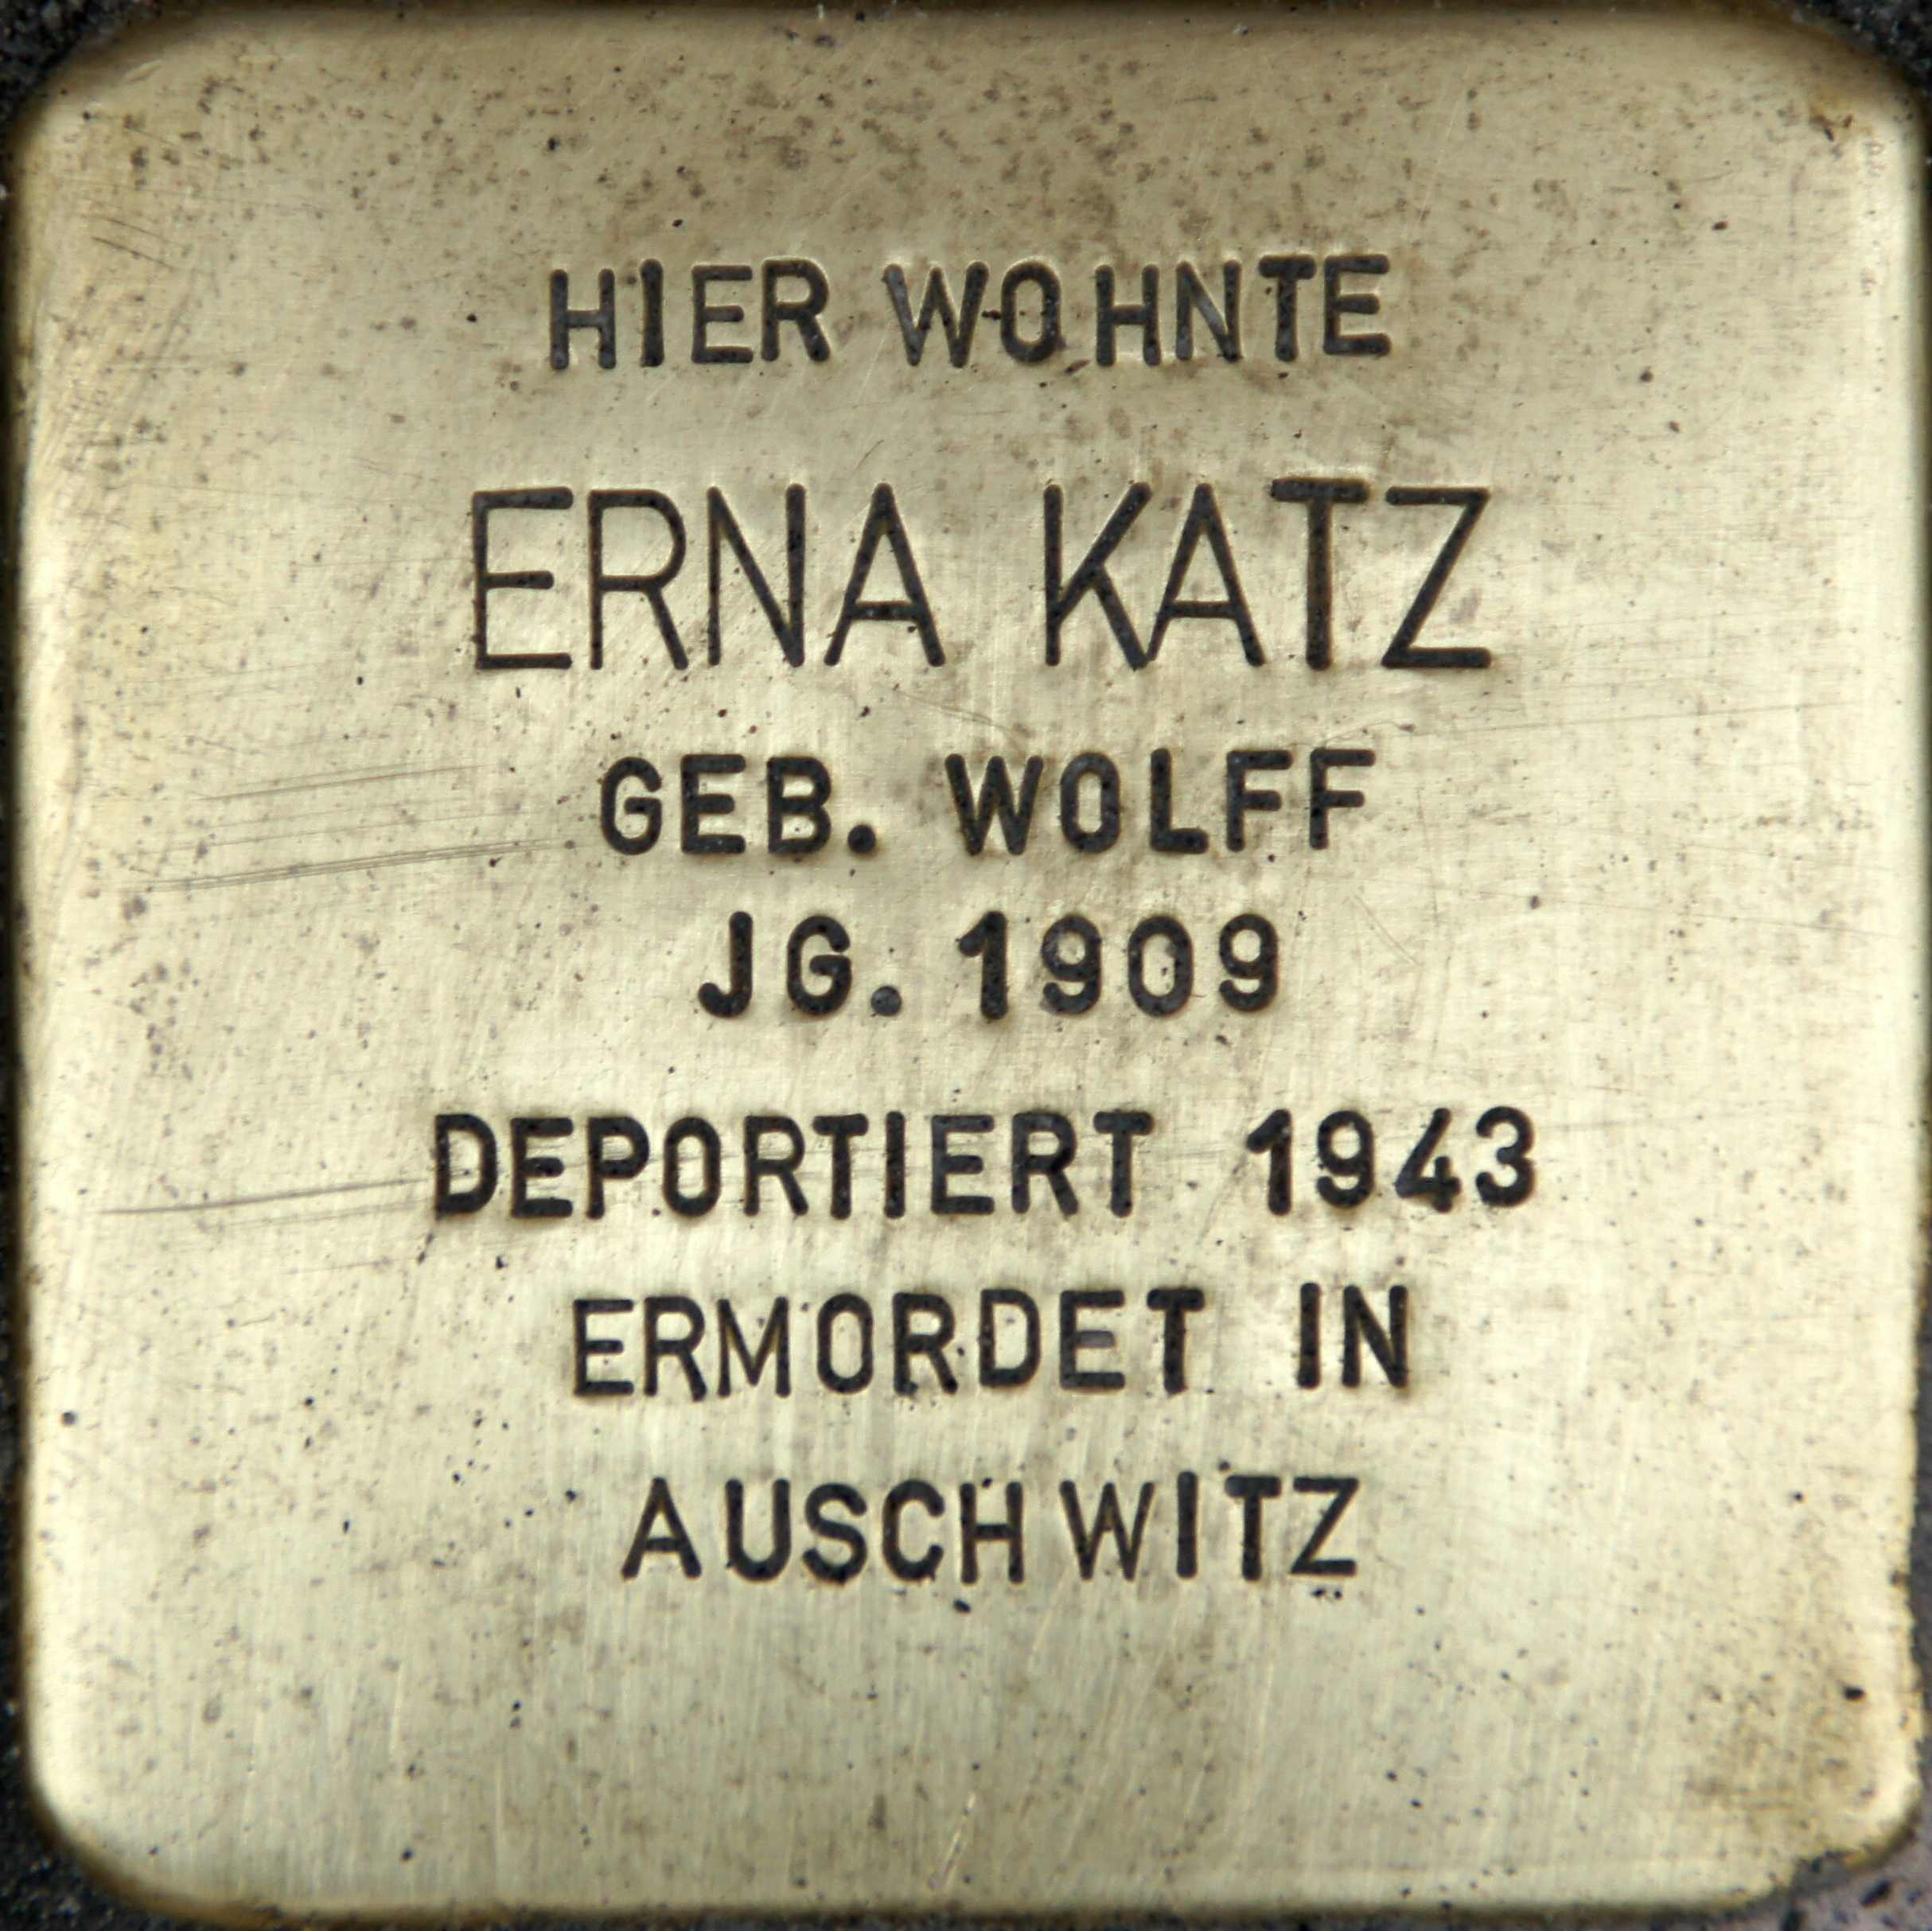 HIER WOHNTE
ERNA KATZ
GEB. WOLFF
JG. 1909
DEPORTIERT 1943
ERMORDET IN
AUSCHWITZ